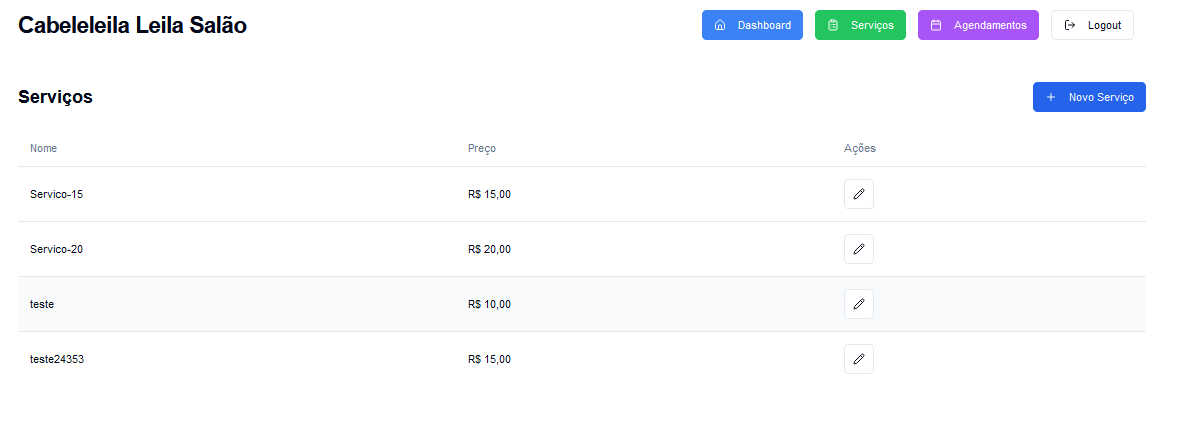 Cabeleleila Leila Salão
Dashboard
Serviços
Agendamentos
Logout
Serviços
Novo Serviço
Nome Preço Ações
Servico-15 R$ 15,00
Servico-20 R$ 20,00
teste R$ 10,00
teste24353 R$ 15,00